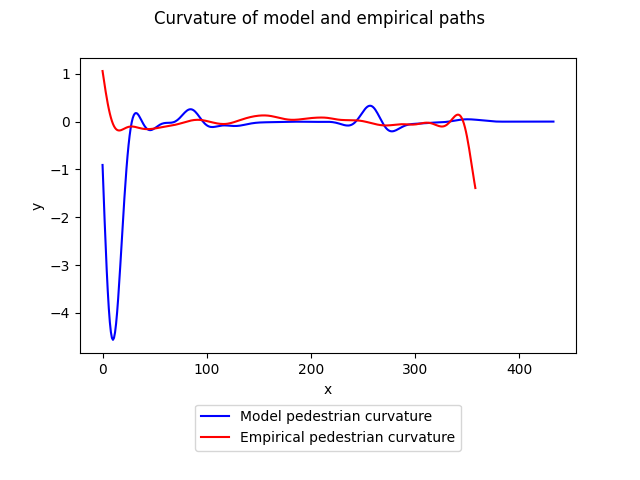 Curvature of model and empirical paths
1
0
−1
−2
−3
−4
y
0 100 200 300 400
x
Model pedestrian curvature
Empirical pedestrian curvature